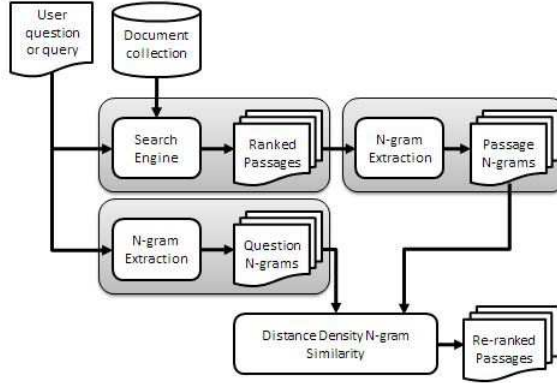 User
question
or query
Document
collection
Search
Engine
Ranked
Passages
N-gram
Extraction
Passage
N-grams
N-gram
Extraction
Question
N-grams
Distance Density N-gram
Similarity
Re-ranked
Passages